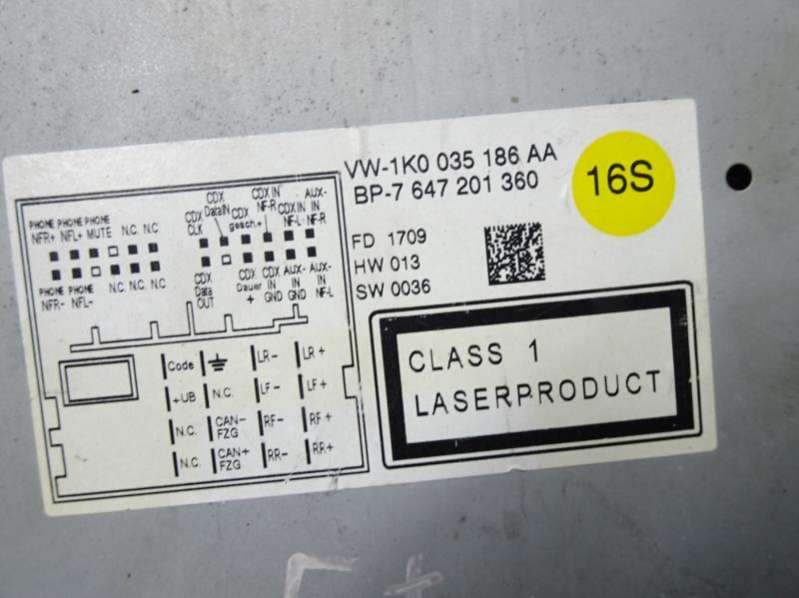 VW-1K0 035 186 AA
BP-7 647 201 360
16S
FD 1709
HW 013
SW 0036
CLASS 1
LASERPRODUCT
PHONE NFR+ PHONE NFL+ PHONE MUTE N.C. N.C.
CDX CLK CDX DataIN CDX gesch.+ CDX IN NF-R CDX IN NF-L AUX- IN NF-R
PHONE NFR- PHONE NFL- N.C. N.C. N.C.
CDX Data OUT CDX Dauer + CDX IN GND AUX- IN GND AUX- IN NF-L
Code LR- LR+
+UB N.C. LF- LF+
N.C. CAN- FZG RF- RF+
N.C. CAN+ FZG RR- RR+